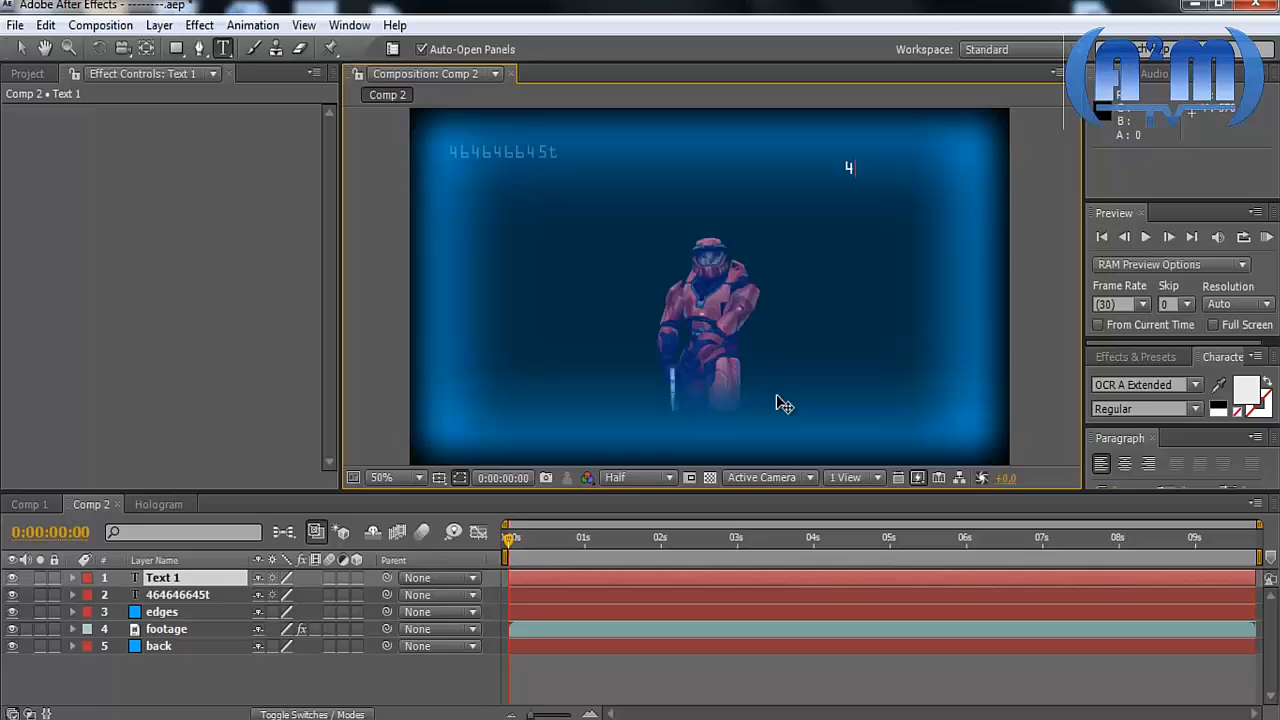 Adobe After Effects - --------.aep *
File Edit Composition Layer Effect Animation View Window Help
Auto-Open Panels Workspace: Standard
Project Effect Controls: Text 1 Composition: Comp 2 Audio
Comp 2 • Text 1 Comp 2
B :
A : 0
A2M
TV
464646645t
4
Preview
RAM Preview Options
Frame Rate Skip Resolution
(30) 0 Auto
From Current Time Full Screen
Effects & Presets Characte
OCR A Extended
Regular
Paragraph
50% 0:00:00:00 Half Active Camera 1 View +0.0
Comp 1 Comp 2 Hologram
0:00:00:00
01s 02s 03s 04s 05s 06s 07s 08s 09s
# Layer Name Parent
1 T Text 1 None
2 T 464646645t None
3 edges None
4 footage fx None
5 back None
Toggle Switches / Modes